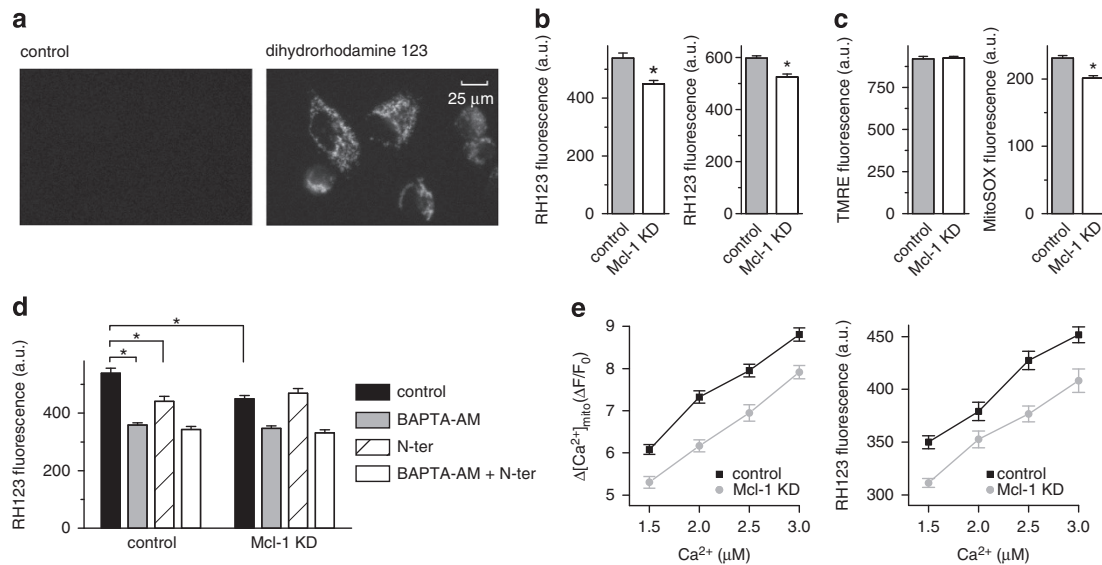 a
control
dihydrorhodamine 123
25 µm
b
RH123 fluorescence (a.u.)
400
200
0
control
Mcl-1 KD
*
RH123 fluorescence (a.u.)
600
400
200
0
control
Mcl-1 KD
*
c
TMRE fluorescence (a.u.)
750
500
250
0
control
Mcl-1 KD
MitoSOX fluorescence (a.u.)
200
100
0
control
Mcl-1 KD
*
d
RH123 fluorescence (a.u.)
400
200
0
*
*
*
control
Mcl-1 KD
control
BAPTA-AM
N-ter
BAPTA-AM + N-ter
e
Δ[Ca²⁺]mito(ΔF/F₀)
9
8
7
6
5
control
Mcl-1 KD
1.5 2.0 2.5 3.0
Ca²⁺ (µM)
RH123 fluorescence (a.u.)
450
400
350
300
control
Mcl-1 KD
1.5 2.0 2.5 3.0
Ca²⁺ (µM)